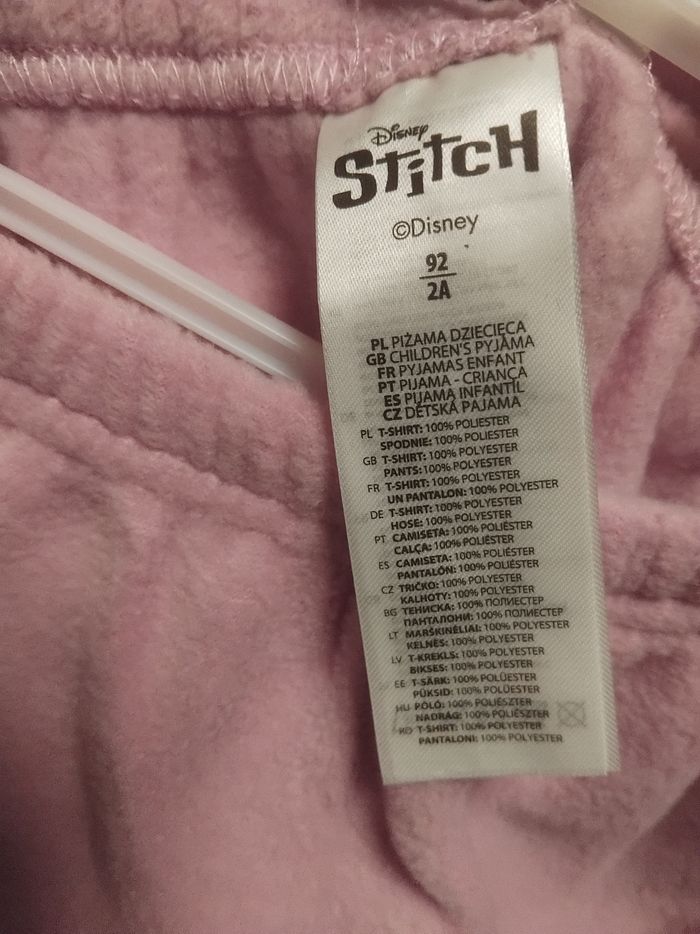 Disney
Stitch
©Disney
92
2A
PL PIŻAMA DZIECIĘCA
GB CHILDREN'S PYJAMA
FR PYJAMAS ENFANT
PT PIJAMA - CRIANÇA
ES PIJAMA INFANTIL
CZ DĚTSKÁ PAJAMA
PL T-SHIRT: 100% POLIESTER
SPODNIE: 100% POLIESTER
GB T-SHIRT: 100% POLYESTER
PANTS: 100% POLYESTER
FR T-SHIRT: 100% POLYESTER
UN PANTALON: 100% POLYESTER
DE T-SHIRT: 100% POLYESTER
HOSE: 100% POLYESTER
PT CAMISETA: 100% POLIÉSTER
CALÇA: 100% POLIÉSTER
ES CAMISETA: 100% POLIÉSTER
PANTALÓN: 100% POLIÉSTER
CZ TRIČKO: 100% POLYESTER
KALHOTY: 100% POLYESTER
BG ТЕНИСКА: 100% ПОЛИЕСТЕР
ПАНТАЛОНИ: 100% ПОЛИЕСТЕР
LT MARŠKINĖLIAI: 100% POLYESTER
KELNĖS: 100% POLYESTER
LV T-KREKLS: 100% POLYESTER
BIKSES: 100% POLYESTER
EE T-SÄRK: 100% POLÜESTER
PÜKSID: 100% POLÜESTER
HU PÓLÓ: 100% POLIÉSZTER
NADRÁG: 100% POLIÉSZTER
RO T-SHIRT: 100% POLYESTER
PANTALONI: 100% POLYESTER